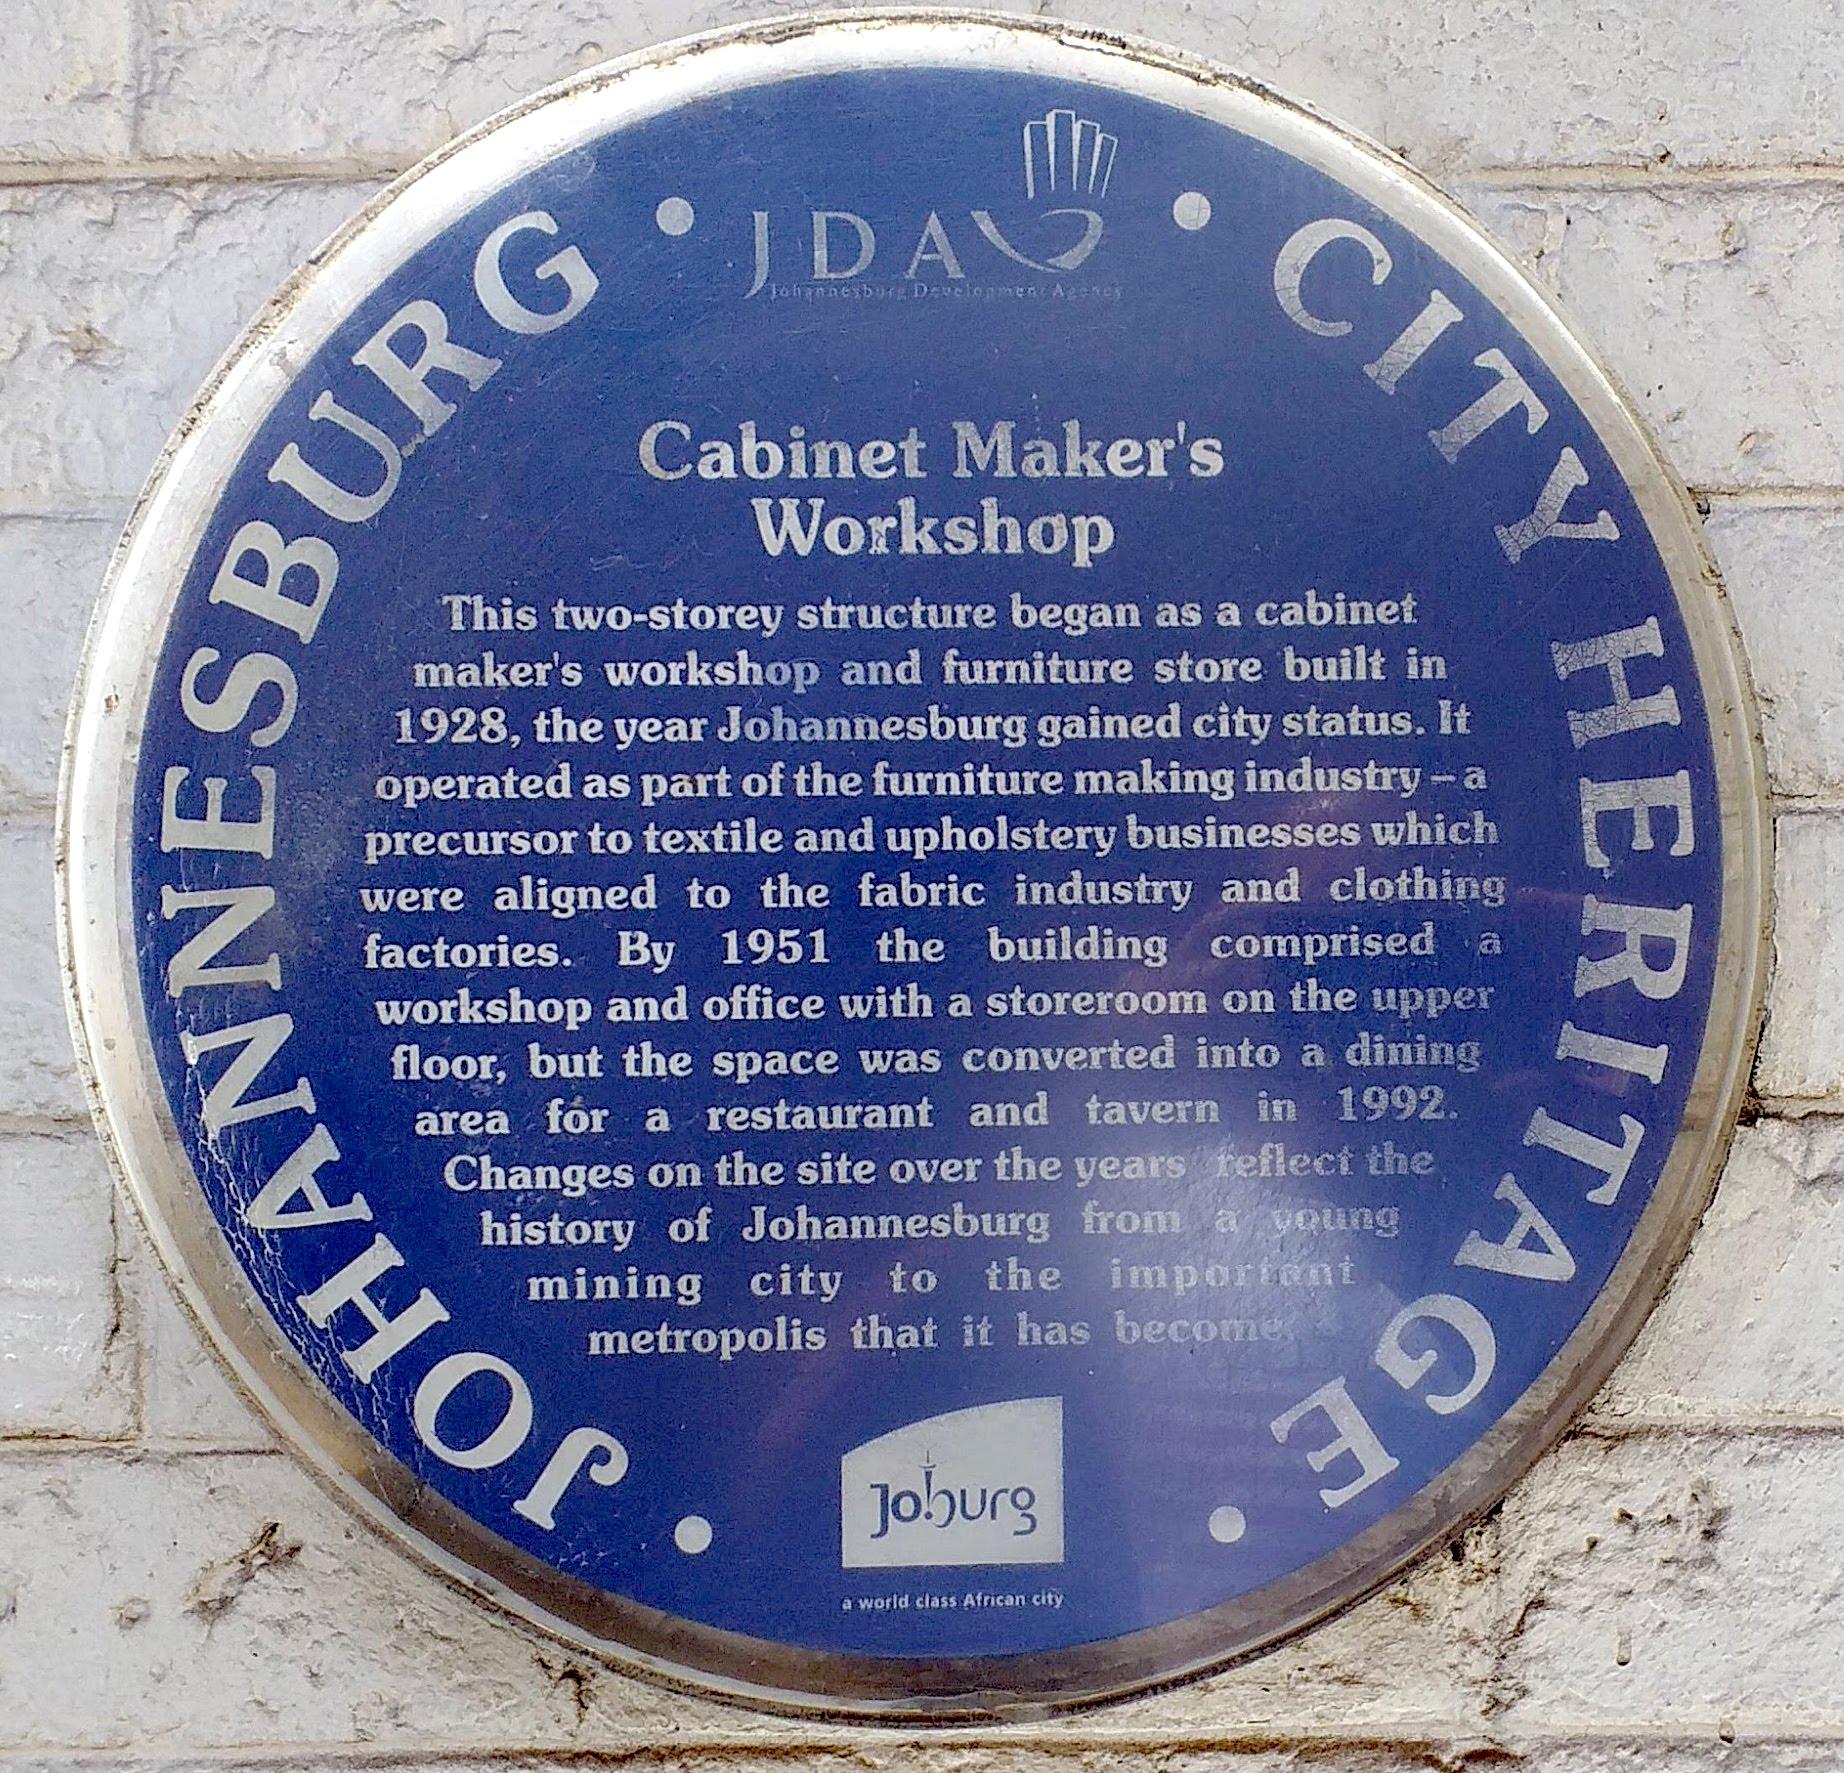 JOHANNESBURG • CITY HERITAGE
JDA
Johannesburg Development Agency
Cabinet Maker's
Workshop
This two-storey structure began as a cabinet
maker's workshop and furniture store built in
1928, the year Johannesburg gained city status. It
operated as part of the furniture making industry – a
precursor to textile and upholstery businesses which
were aligned to the fabric industry and clothing
factories. By 1951 the building comprised a
workshop and office with a storeroom on the upper
floor, but the space was converted into a dining
area for a restaurant and tavern in 1992.
Changes on the site over the years reflect the
history of Johannesburg from a young
mining city to the important
metropolis that it has become.
Joburg
a world class African city